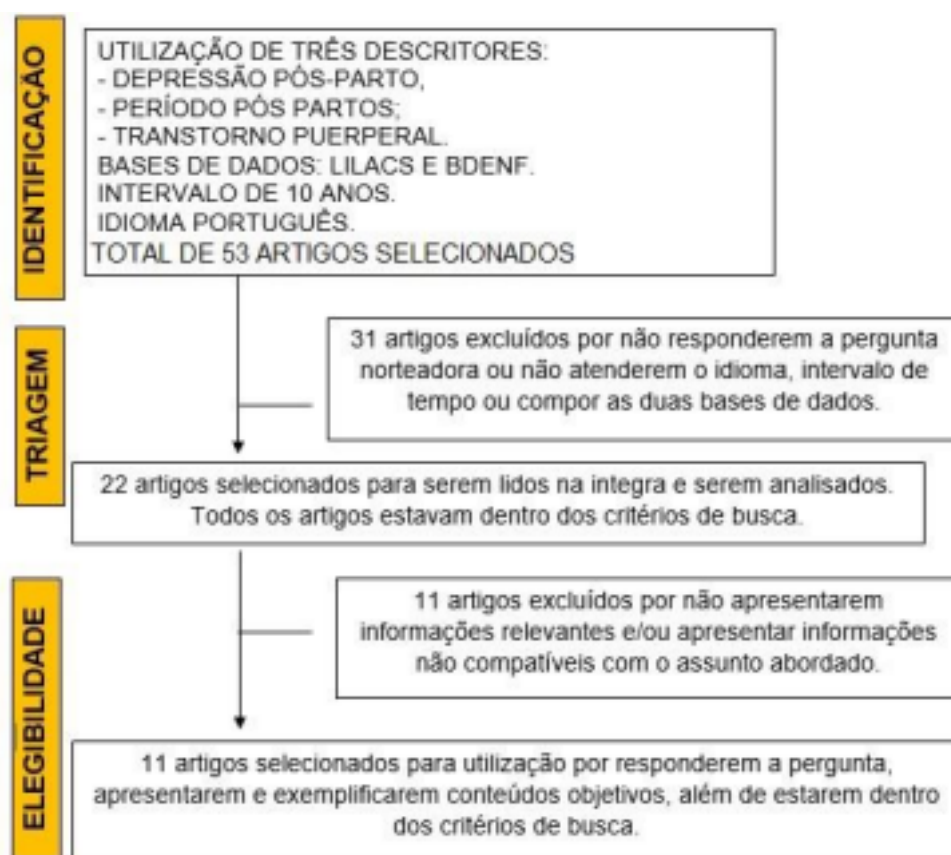 IDENTIFICAÇÃO
UTILIZAÇÃO DE TRÊS DESCRITORES:
- DEPRESSÃO PÓS-PARTO,
- PERÍODO PÓS PARTOS;
- TRANSTORNO PUERPERAL.
BASES DE DADOS: LILACS E BDENF.
INTERVALO DE 10 ANOS.
IDIOMA PORTUGUÊS.
TOTAL DE 53 ARTIGOS SELECIONADOS
TRIAGEM
31 artigos excluídos por não responderem a pergunta
norteadora ou não atenderem o idioma, intervalo de
tempo ou compor as duas bases de dados.
22 artigos selecionados para serem lidos na integra e serem analisados.
Todos os artigos estavam dentro dos critérios de busca.
ELEGIBILIDADE
11 artigos excluídos por não apresentarem
informações relevantes e/ou apresentar informações
não compatíveis com o assunto abordado.
11 artigos selecionados para utilização por responderem a pergunta,
apresentarem e exemplificarem conteúdos objetivos, além de estarem dentro
dos critérios de busca.